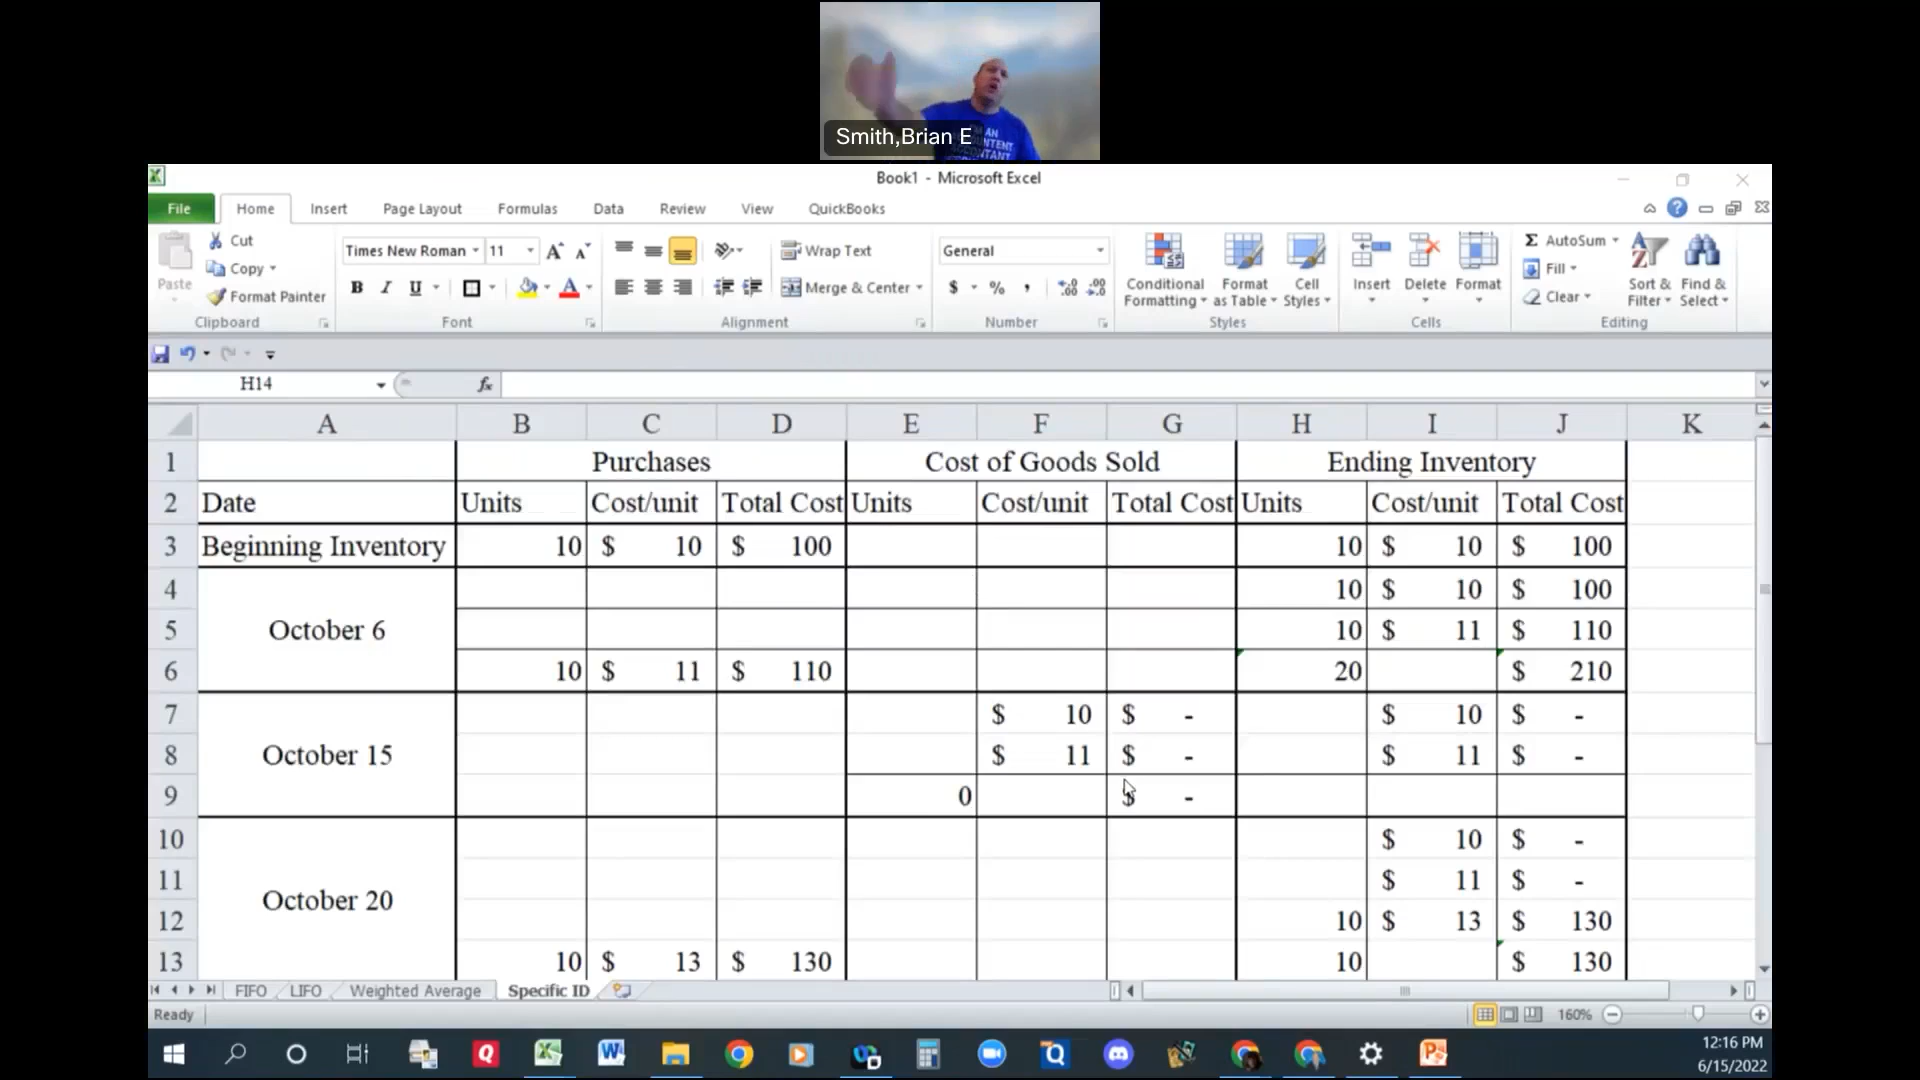 Smith,Brian E
AN
Book1 - Microsoft Excel
File Home Insert Page Layout Formulas Data Review View QuickBooks
Paste
Cut
Copy
Format Painter
Clipboard
Times New Roman 11
B I U
Font
Wrap Text
Merge & Center
Alignment
General
$ % ,
Number
Conditional Formatting
Format as Table
Cell Styles
Styles
Insert Delete Format
Cells
AutoSum
Fill
Clear
Sort & Filter
Find & Select
Editing
H14 fx
A B C D E F G H I J K
1 Purchases Cost of Goods Sold Ending Inventory
2 Date Units Cost/unit Total Cost Units Cost/unit Total Cost Units Cost/unit Total Cost
3 Beginning Inventory 10 $ 10 $ 100 10 $ 10 $ 100
4 10 $ 10 $ 100
5 October 6 10 $ 11 $ 110
6 10 $ 11 $ 110 20 $ 210
7 $ 10 $ - $ 10 $ -
8 October 15 $ 11 $ - $ 11 $ -
9 0 $ -
10 $ 10 $ -
11 $ 11 $ -
October 20
12 10 $ 13 $ 130
13 10 $ 13 $ 130 10 $ 130
FIFO LIFO Weighted Average Specific ID
Ready 160%
12:16 PM
6/15/2022